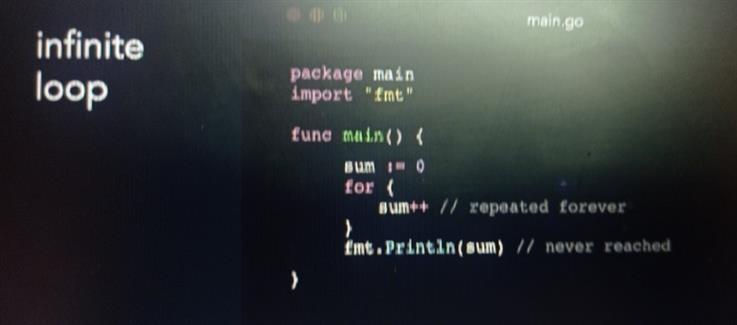 infinite
loop
main.go
package main
import "fmt"
func main() {
sum := 0
for {
sum++ // repeated forever
}
fmt.Println(sum) // never reached
}